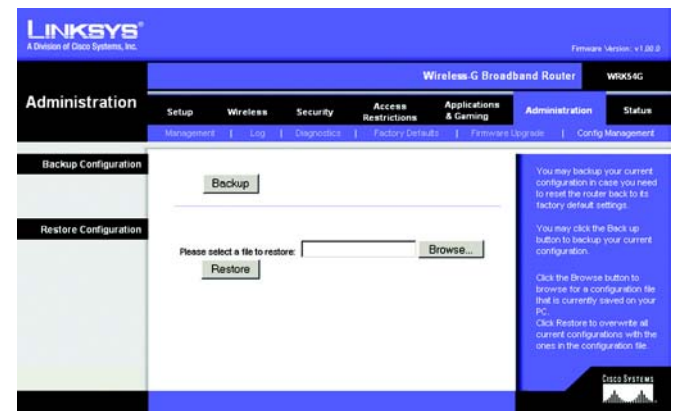 LINKSYS®
A Division of Cisco Systems, Inc.
Firmware Version: v1.00.0
Wireless-G Broadband Router WRK54G
Administration
Setup Wireless Security Access Restrictions Applications & Gaming Administration Status
Management | Log | Diagnostics | Factory Defaults | Firmware Upgrade | Config Management
Backup Configuration
Backup
Restore Configuration
Please select a file to restore: Browse...
Restore
You may backup your current
configuration in case you need
to reset the router back to its
factory default settings.
You may click the Back up
button to backup your current
configuration.
Click the Browse button to
browse for a configuration file
that is currently saved on your
PC.
Click Restore to overwrite all
current configurations with the
ones in the configuration file.
CISCO SYSTEMS